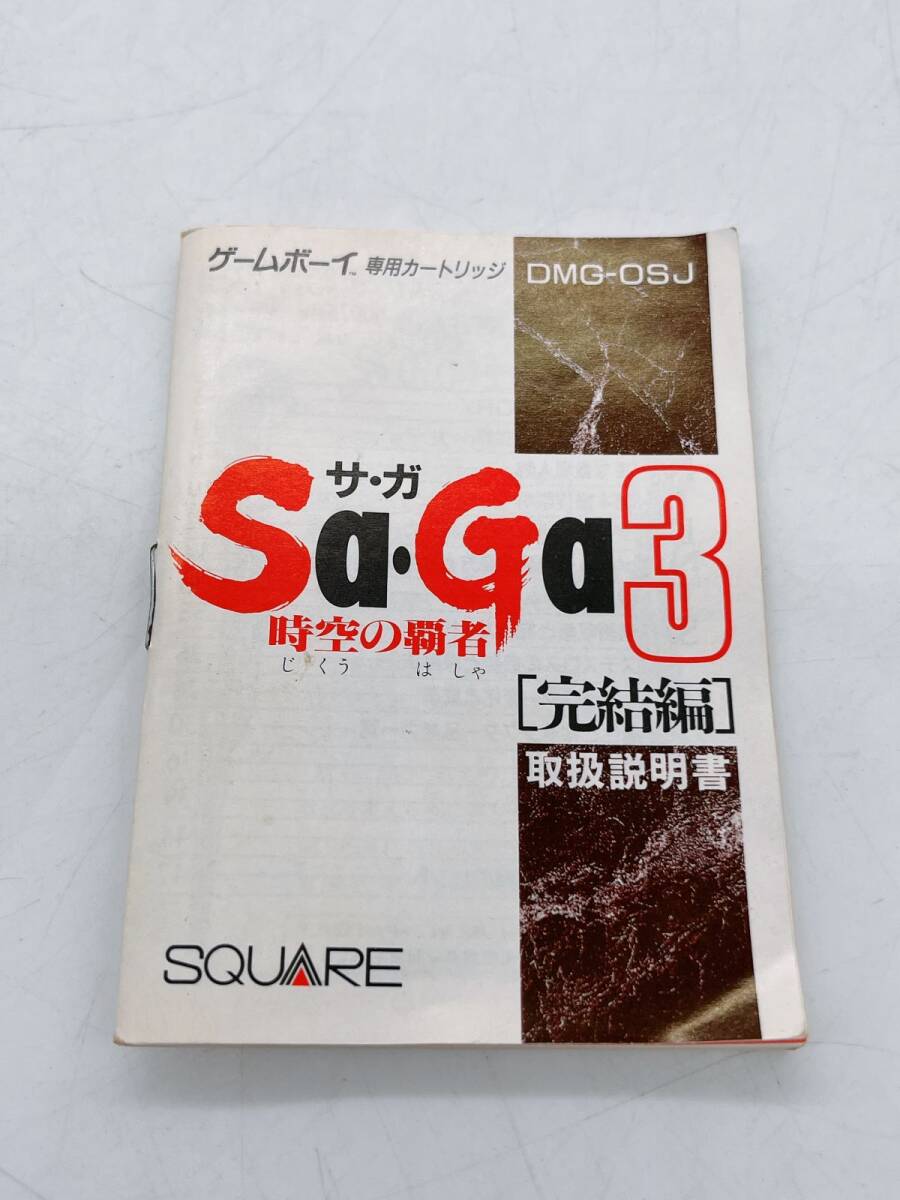 ゲームボーイ™ 専用カートリッジ DMG-OSJ
サ・ガ
Sa・Ga3
時空の覇者
じくう はしゃ
[完結編]
取扱説明書
SQUARE